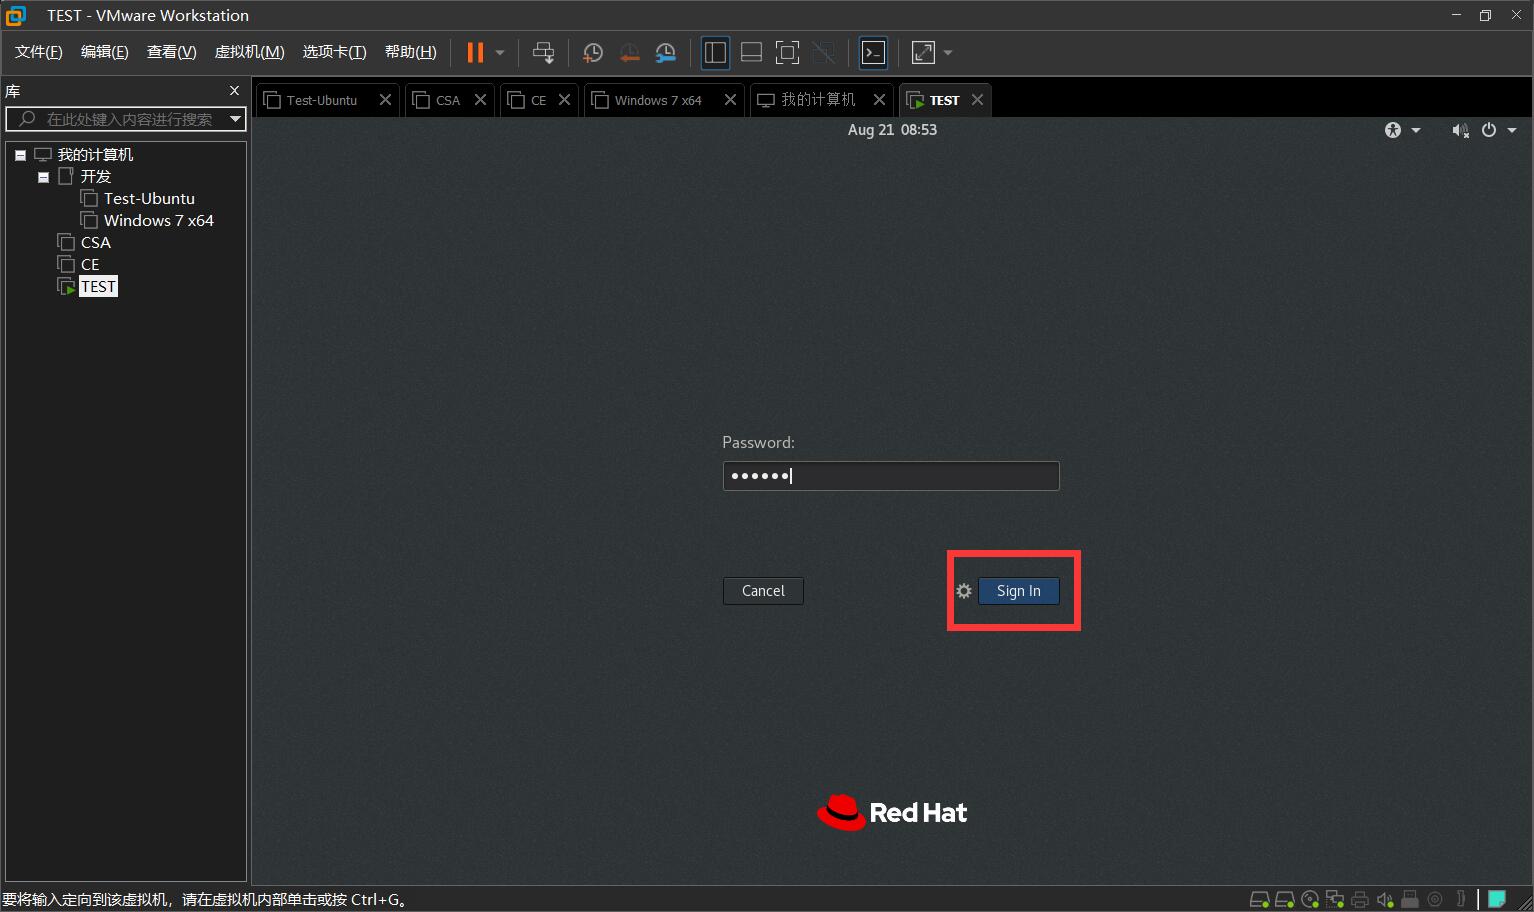 TEST - VMware Workstation
文件(F) 编辑(E) 查看(V) 虚拟机(M) 选项卡(T) 帮助(H)
库
在此处键入内容进行搜索
我的计算机
开发
Test-Ubuntu
Windows 7 x64
CSA
CE
TEST
Test-Ubuntu CSA CE Windows 7 x64 我的计算机 TEST
Aug 21 08:53
Password:
Cancel
Sign In
Red Hat
要将输入定向到该虚拟机，请在虚拟机内部单击或按 Ctrl+G。